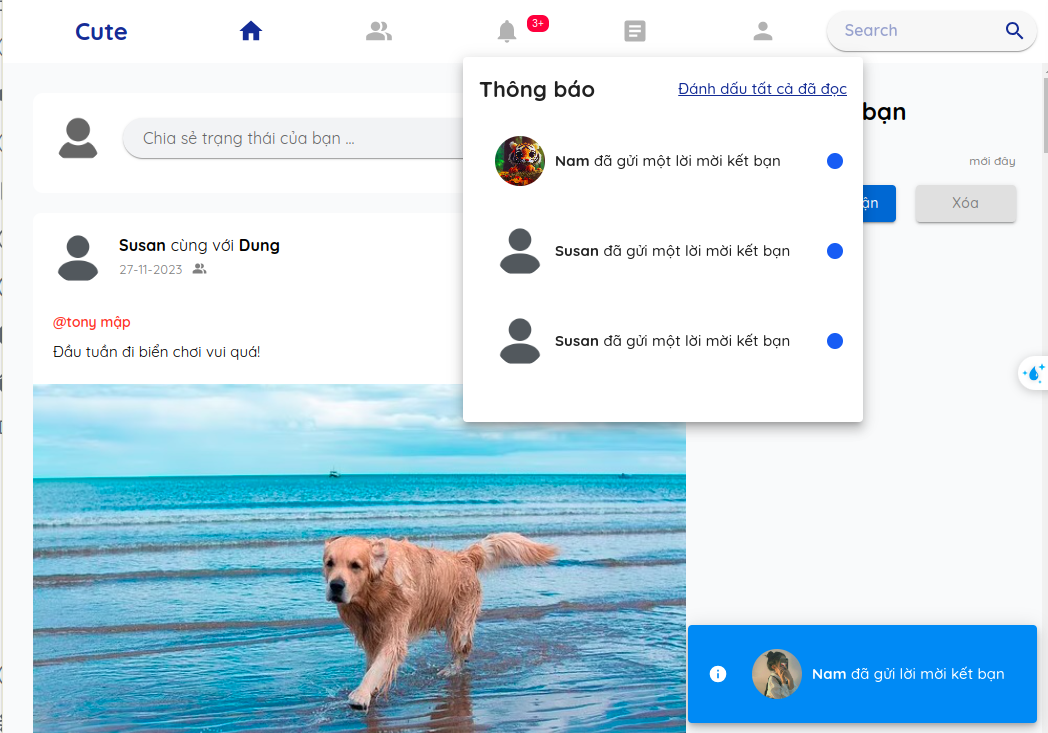 Cute
3+
Search
Thông báo
Đánh dấu tất cả đã đọc
Nam đã gửi một lời mời kết bạn
Susan đã gửi một lời mời kết bạn
Susan đã gửi một lời mời kết bạn
bạn
mới đây
Xóa
Chia sẻ trạng thái của bạn ...
Susan cùng với Dung
27-11-2023
@tony mập
Đầu tuần đi biển chơi vui quá!
Nam đã gửi lời mời kết bạn